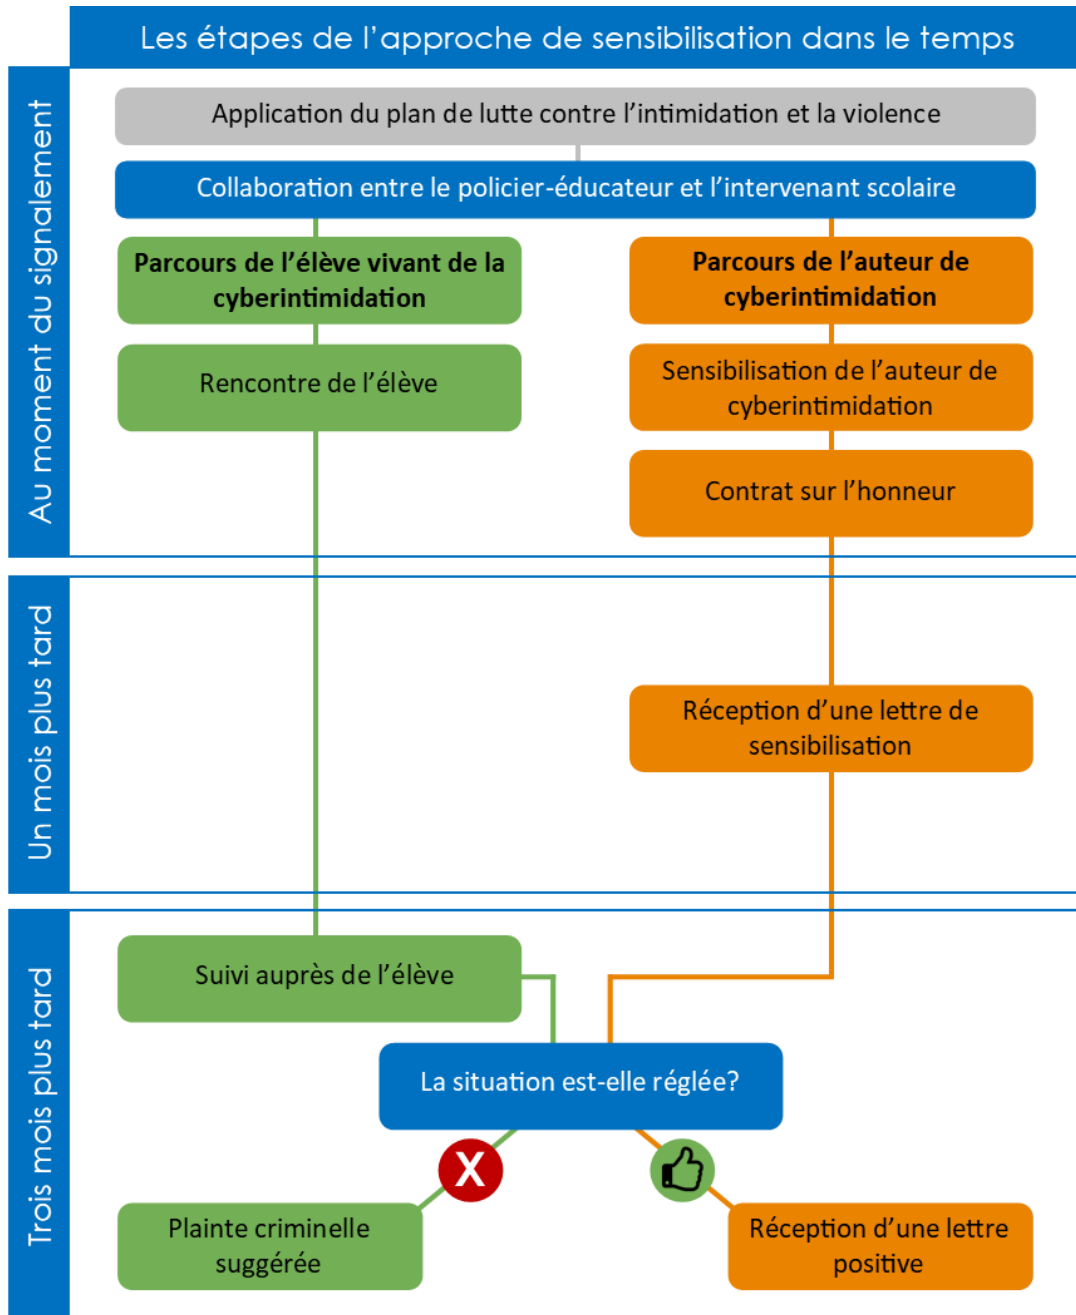 Les étapes de l'approche de sensibilisation dans le temps
Au moment du signalement
Application du plan de lutte contre l'intimidation et la violence
Collaboration entre le policier-éducateur et l'intervenant scolaire
Parcours de l'élève vivant de la
cyberintimidation
Parcours de l'auteur de
cyberintimidation
Rencontre de l'élève
Sensibilisation de l'auteur de
cyberintimidation
Contrat sur l'honneur
Un mois plus tard
Réception d'une lettre de
sensibilisation
Trois mois plus tard
Suivi auprès de l'élève
La situation est-elle réglée?
X
Plainte criminelle
suggérée
Réception d'une lettre
positive